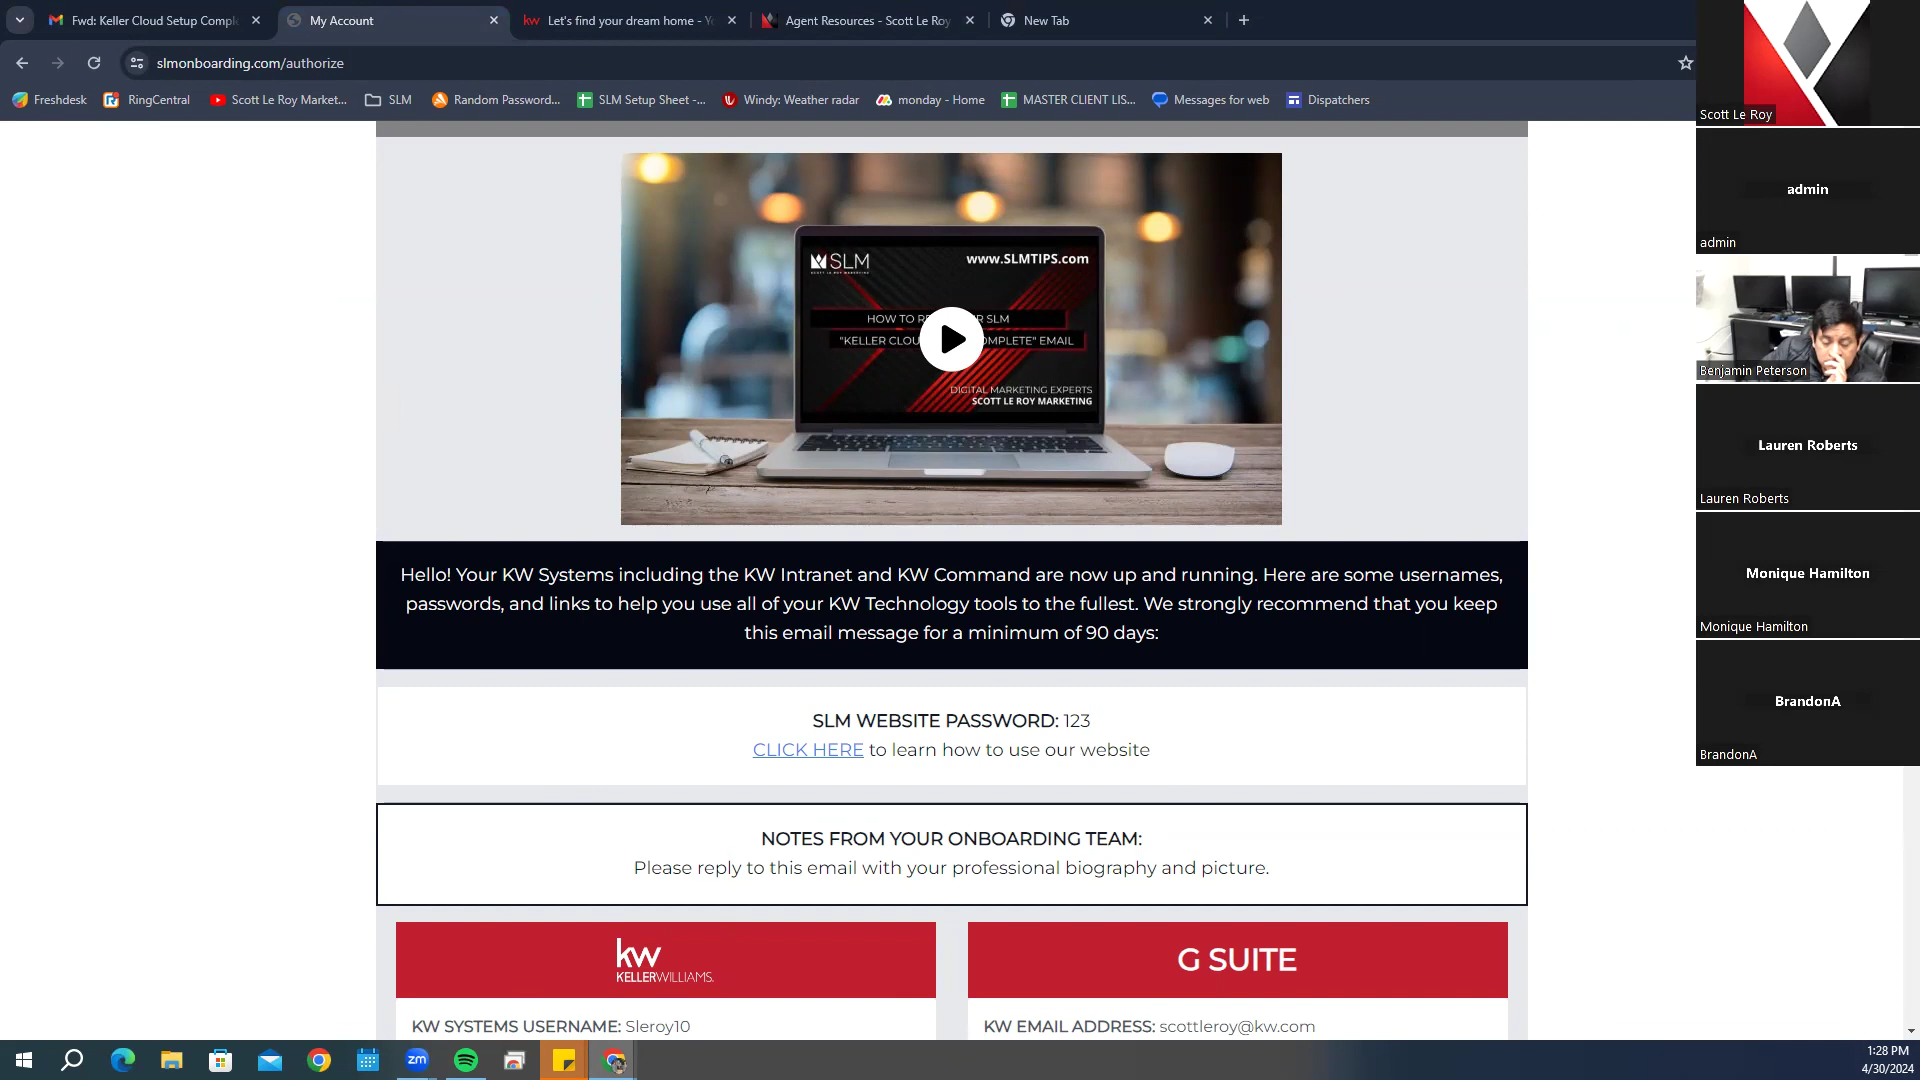 Fwd: Keller Cloud Setup Compl
My Account
Let's find your dream home - Y
Agent Resources - Scott Le Roy
New Tab
slmonboarding.com/authorize
Freshdesk
RingCentral
Scott Le Roy Market...
SLM
Random Password...
SLM Setup Sheet -...
Windy: Weather radar
monday - Home
MASTER CLIENT LIS...
Messages for web
Dispatchers
SLM
www.SLMTIPS.com
DIGITAL MARKETING EXPERTS
SCOTT LE ROY MARKETING
Hello! Your KW Systems including the KW Intranet and KW Command are now up and running. Here are some usernames,
passwords, and links to help you use all of your KW Technology tools to the fullest. We strongly recommend that you keep
this email message for a minimum of 90 days:
SLM WEBSITE PASSWORD: 123
CLICK HERE to learn how to use our website
NOTES FROM YOUR ONBOARDING TEAM:
Please reply to this email with your professional biography and picture.
kw
KELLERWILLIAMS.
G SUITE
KW SYSTEMS USERNAME: Sleroy10
KW EMAIL ADDRESS: scottleroy@kw.com
Scott Le Roy
admin
admin
Benjamin Peterson
Lauren Roberts
Lauren Roberts
Monique Hamilton
Monique Hamilton
BrandonA
BrandonA
zm
1:28 PM
4/30/2024